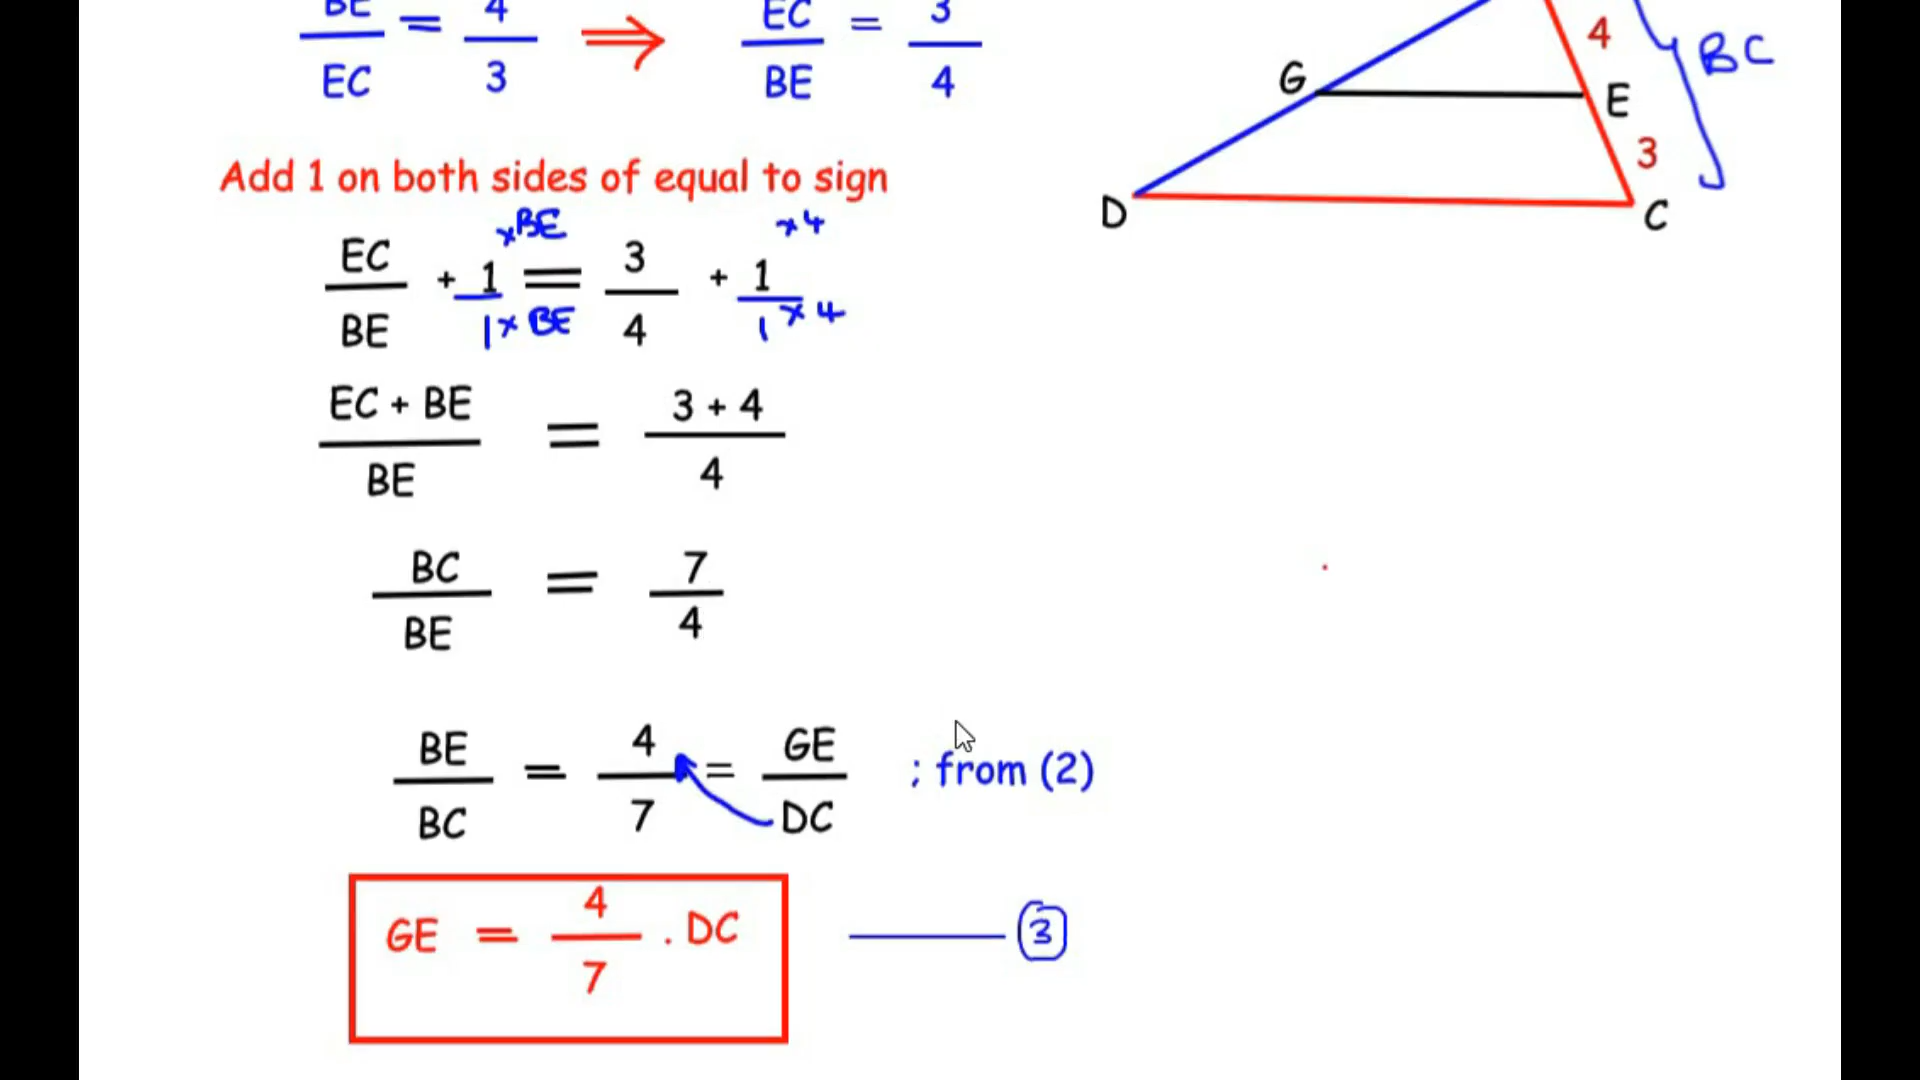 BE/EC = 4/3 ⇒ EC/BE = 3/4
4
BC
G
E
3
D
C
Add 1 on both sides of equal to sign
EC/BE + 1 x BE/1 x BE = 3/4 + 1 x 4/1 x 4
EC + BE/BE = 3 + 4/4
BC/BE = 7/4
BE/BC = 4/7 = GE/DC ; from (2)
GE = 4/7 . DC 3